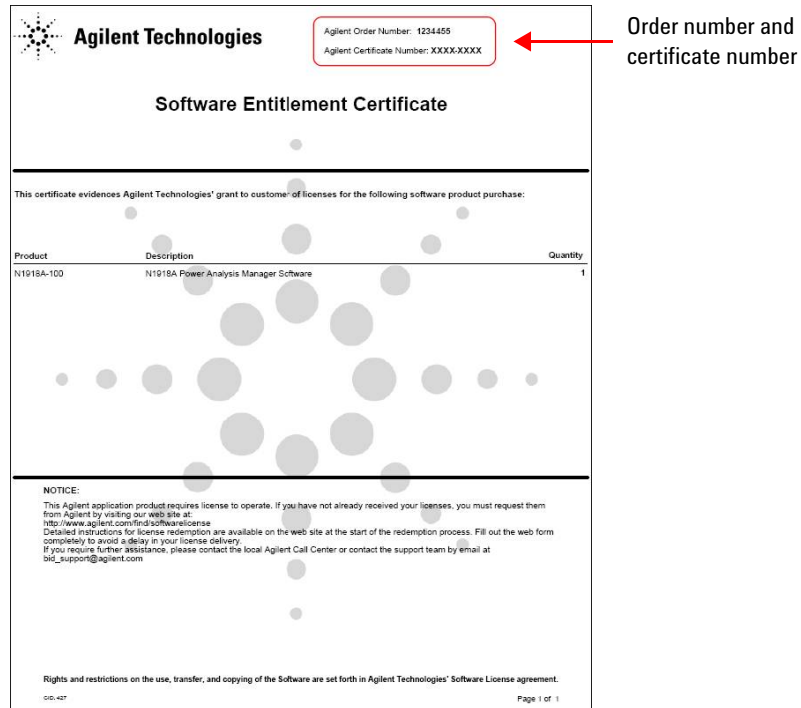 Agilent Technologies
Agilent Order Number: 1234455
Agilent Certificate Number: XXXX-XXXX
Order number and
certificate number
Software Entitlement Certificate
This certificate evidences Agilent Technologies' grant to customer of licenses for the following software product purchase:
Product Description Quantity
N1918A-100 N1918A Power Analysis Manager Software 1
NOTICE:
This Agilent application product requires license to operate. If you have not already received your licenses, you must request them
from Agilent by visiting our web site at:
http://www.agilent.com/find/softwarelicense
Detailed instructions for license redemption are available on the web site at the start of the redemption process. Fill out the web form
completely to avoid a delay in your license delivery.
If you require further assistance, please contact the local Agilent Call Center or contact the support team by email at
bid_support@agilent.com
Rights and restrictions on the use, transfer, and copying of the Software are set forth in Agilent Technologies' Software License agreement.
GID: 427 Page 1 of 1